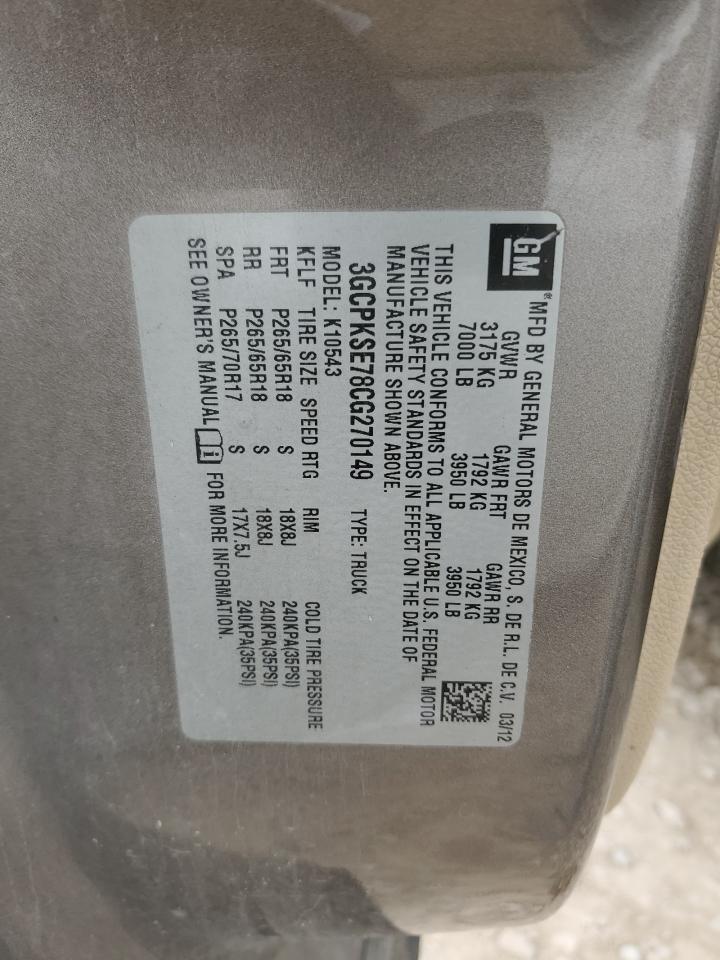 GM ® MFD BY GENERAL MOTORS DE MEXICO, S. DE R.L. DE C.V. 03/12
GVWR GAWR FRT GAWR RR
3175 KG 1792 KG 1792 KG
7000 LB 3950 LB 3950 LB
THIS VEHICLE CONFORMS TO ALL APPLICABLE U.S. FEDERAL MOTOR
VEHICLE SAFETY STANDARDS IN EFFECT ON THE DATE OF
MANUFACTURE SHOWN ABOVE.
3GCPKSE78CG270149 TYPE: TRUCK
MODEL: K10543
KFLF TIRE SIZE SPEED RTG RIM COLD TIRE PRESSURE
FRT P265/65R18 S 18X8J 240KPA(35PSI)
RR P265/65R18 S 18X8J 240KPA(35PSI)
SPA P265/70R17 S 17X7.5J 240KPA(35PSI)
SEE OWNER'S MANUAL i FOR MORE INFORMATION.